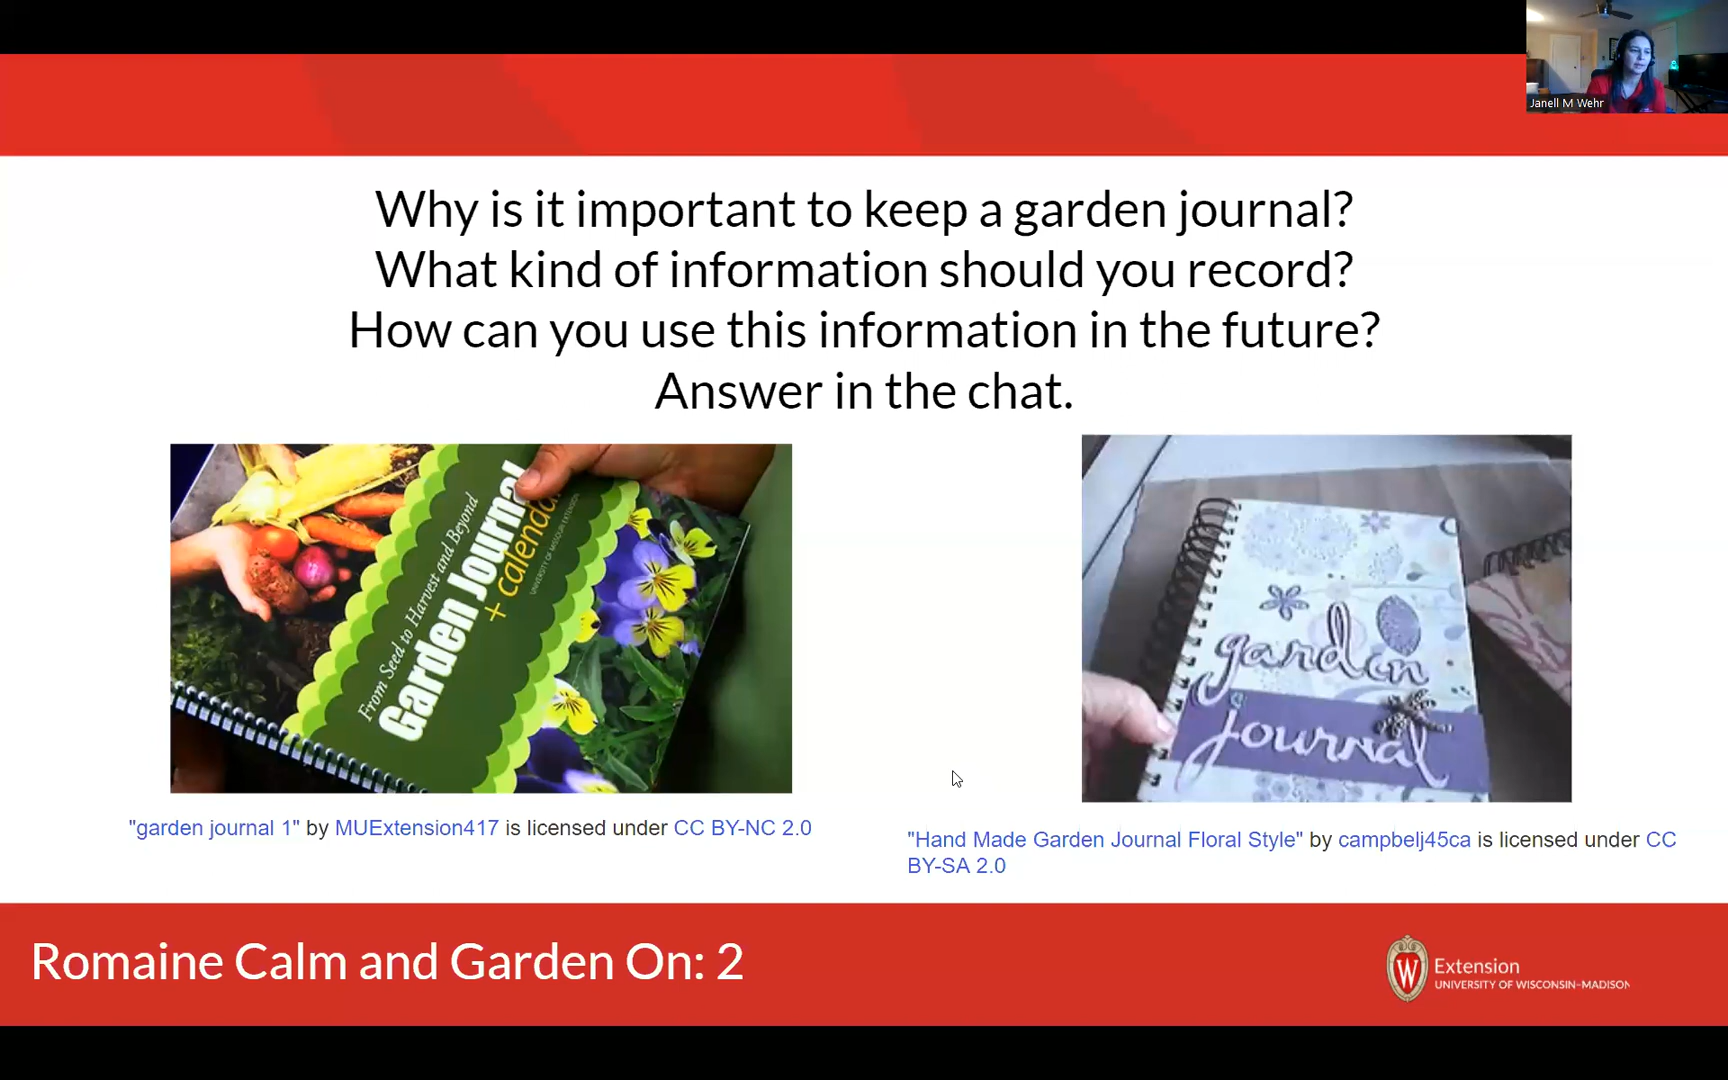 Janell M Wehr
Why is it important to keep a garden journal?
What kind of information should you record?
How can you use this information in the future?
Answer in the chat.
From Seed to Harvest and Beyond
Garden Journal
+ calendar
UNIVERSITY OF MISSOURI EXTENSION
garden
journal
"garden journal 1" by MUExtension417 is licensed under CC BY-NC 2.0
"Hand Made Garden Journal Floral Style" by campbelj45ca is licensed under CC
BY-SA 2.0
Romaine Calm and Garden On: 2
W
Extension
UNIVERSITY OF WISCONSIN-MADISON